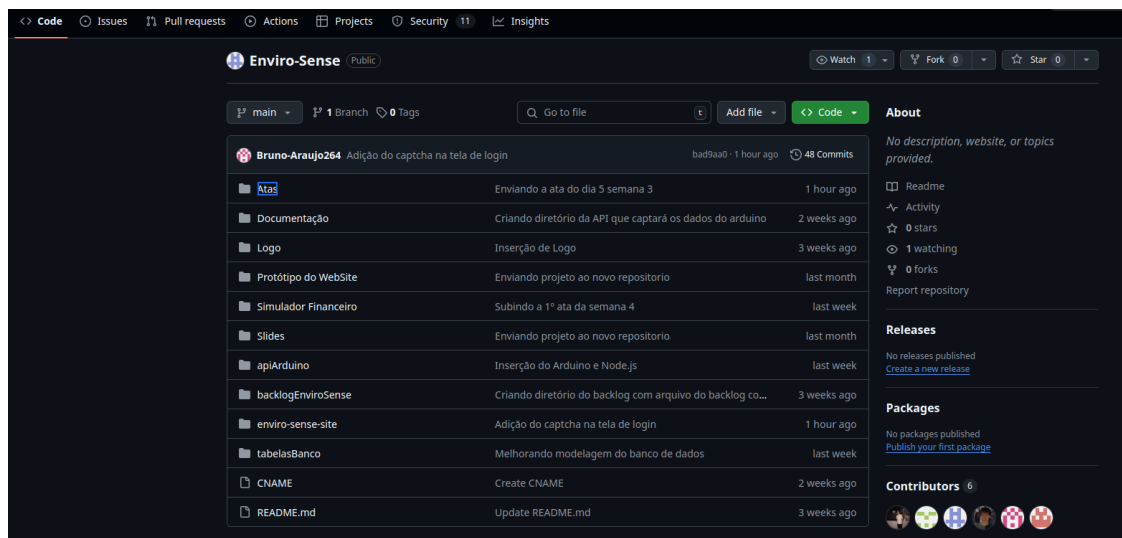 <> Code Issues Pull requests Actions Projects Security 11 Insights
Enviro-Sense Public Watch 1 Fork 0 Star 0
main 1 Branch 0 Tags Go to file t Add file <> Code
Bruno-Araujo264 Adição do captcha na tela de login bad9aa0 · 1 hour ago 48 Commits
Atas Enviando a ata do dia 5 semana 3 1 hour ago
Documentação Criando diretório da API que captará os dados do arduino 2 weeks ago
Logo Inserção de Logo 3 weeks ago
Protótipo do WebSite Enviando projeto ao novo repositorio last month
Simulador Financeiro Subindo a 1º ata da semana 4 last week
Slides Enviando projeto ao novo repositorio last month
apiArduino Inserção do Arduino e Node.js last week
backlogEnviroSense Criando diretório do backlog com arquivo do backlog co... 3 weeks ago
enviro-sense-site Adição do captcha na tela de login 1 hour ago
tabelasBanco Melhorando modelagem do banco de dados last week
CNAME Create CNAME 2 weeks ago
README.md Update README.md 3 weeks ago
About
No description, website, or topics
provided.
Readme
Activity
0 stars
1 watching
0 forks
Report repository
Releases
No releases published
Create a new release
Packages
No packages published
Publish your first package
Contributors 6